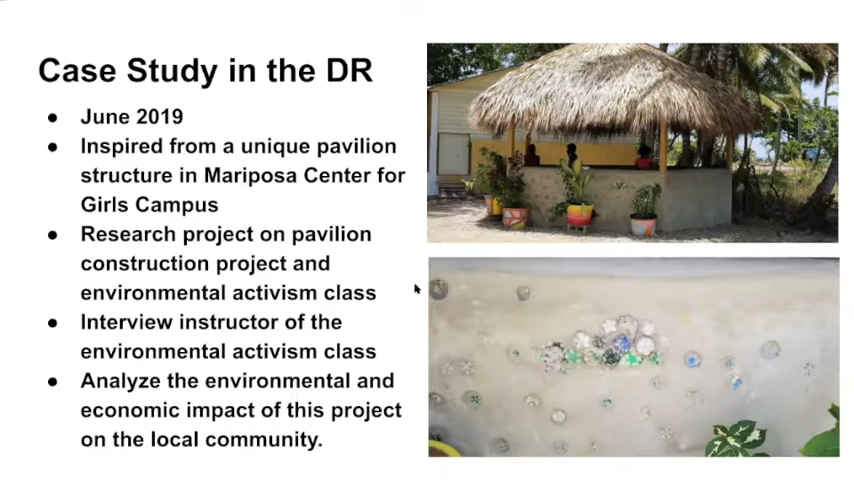 Case Study in the DR
● June 2019
● Inspired from a unique pavilion
structure in Mariposa Center for
Girls Campus
● Research project on pavilion
construction project and
environmental activism class
● Interview instructor of the
environmental activism class
● Analyze the environmental and
economic impact of this project
on the local community.